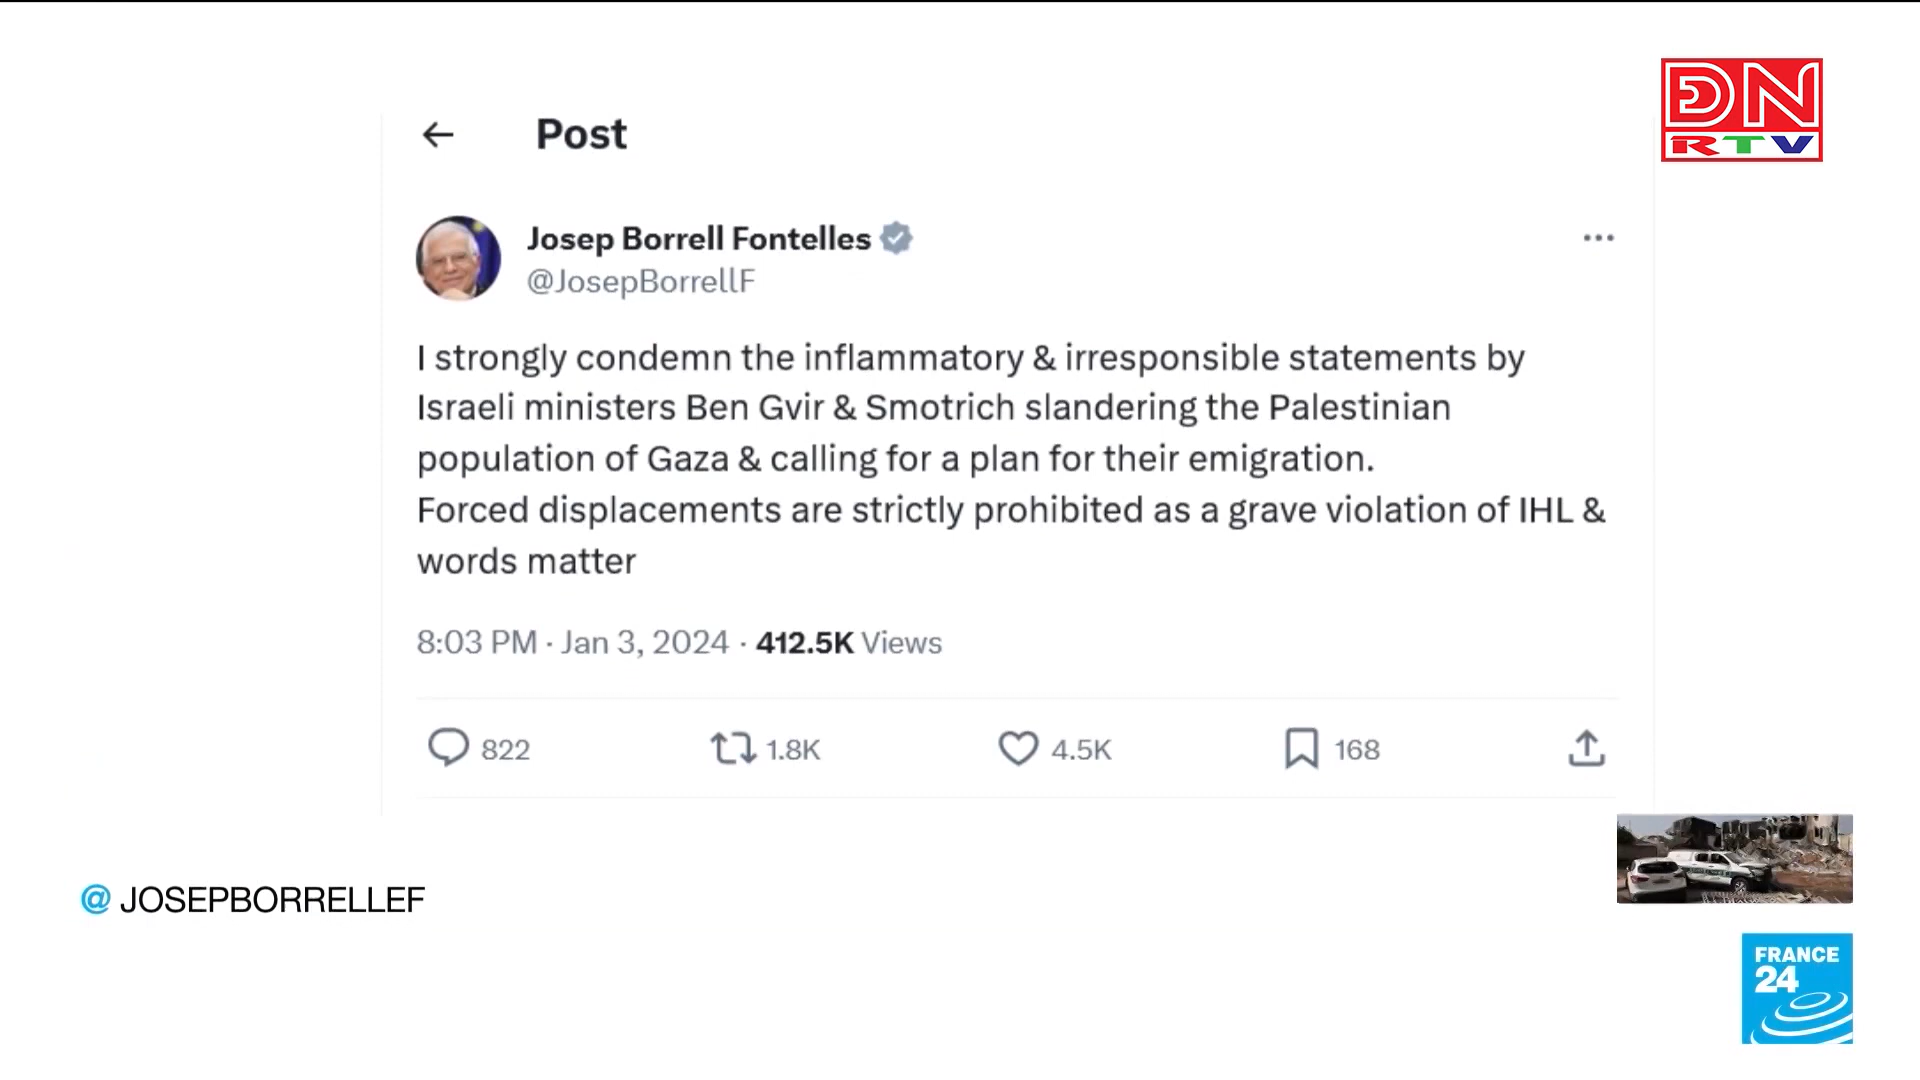 DN
RTV
Post
Josep Borrell Fontelles
@JosepBorrellF
I strongly condemn the inflammatory & irresponsible statements by
Israeli ministers Ben Gvir & Smotrich slandering the Palestinian
population of Gaza & calling for a plan for their emigration.
Forced displacements are strictly prohibited as a grave violation of IHL &
words matter
8:03 PM · Jan 3, 2024 · 412.5K Views
822 1.8K 4.5K 168
@ JOSEPBORRELLEF
FRANCE
24